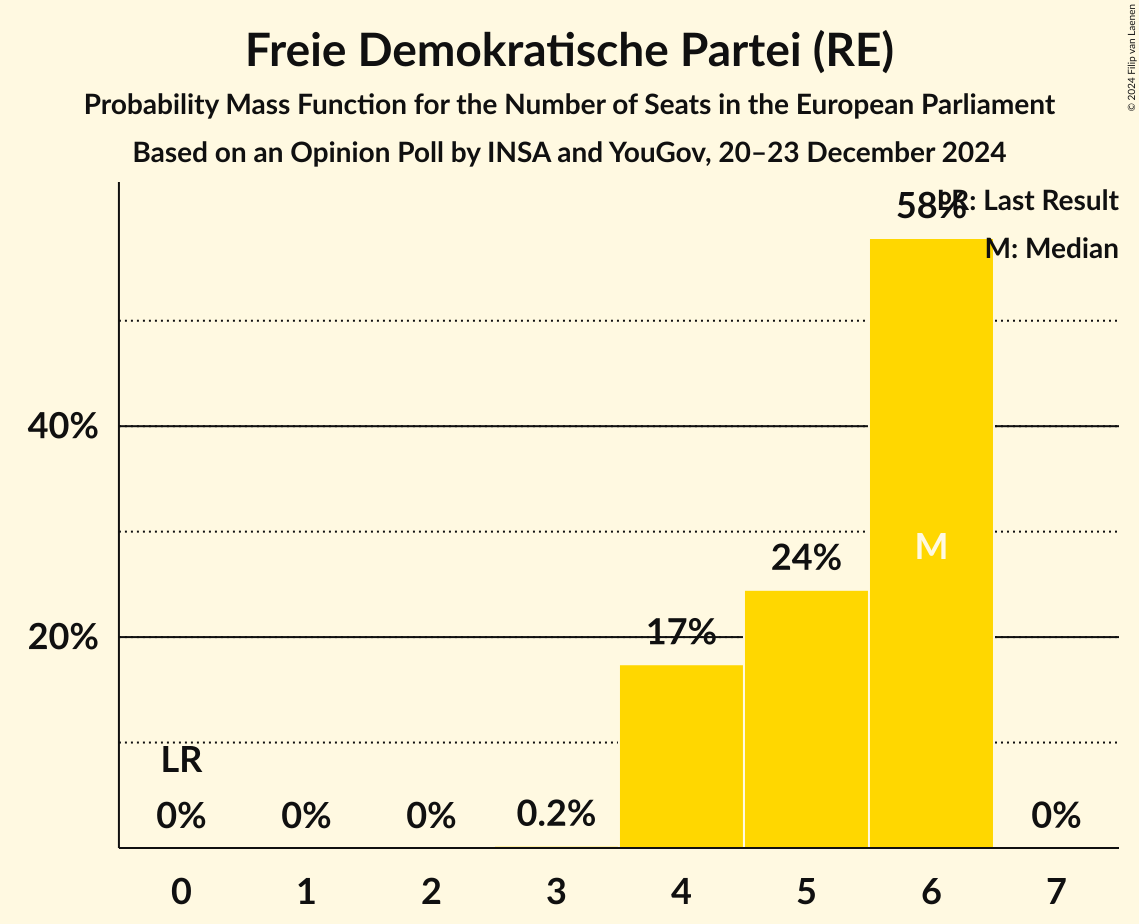 Freie Demokratische Partei (RE)
Probability Mass Function for the Number of Seats in the European Parliament
Based on an Opinion Poll by INSA and YouGov, 20–23 December 2024
© 2024 Filip van Laenen
LR: Last Result
M: Median
58%
40%
M
24%
20%
17%
LR
0%
0%
0%
0.2%
0%
0
1
2
3
4
5
6
7